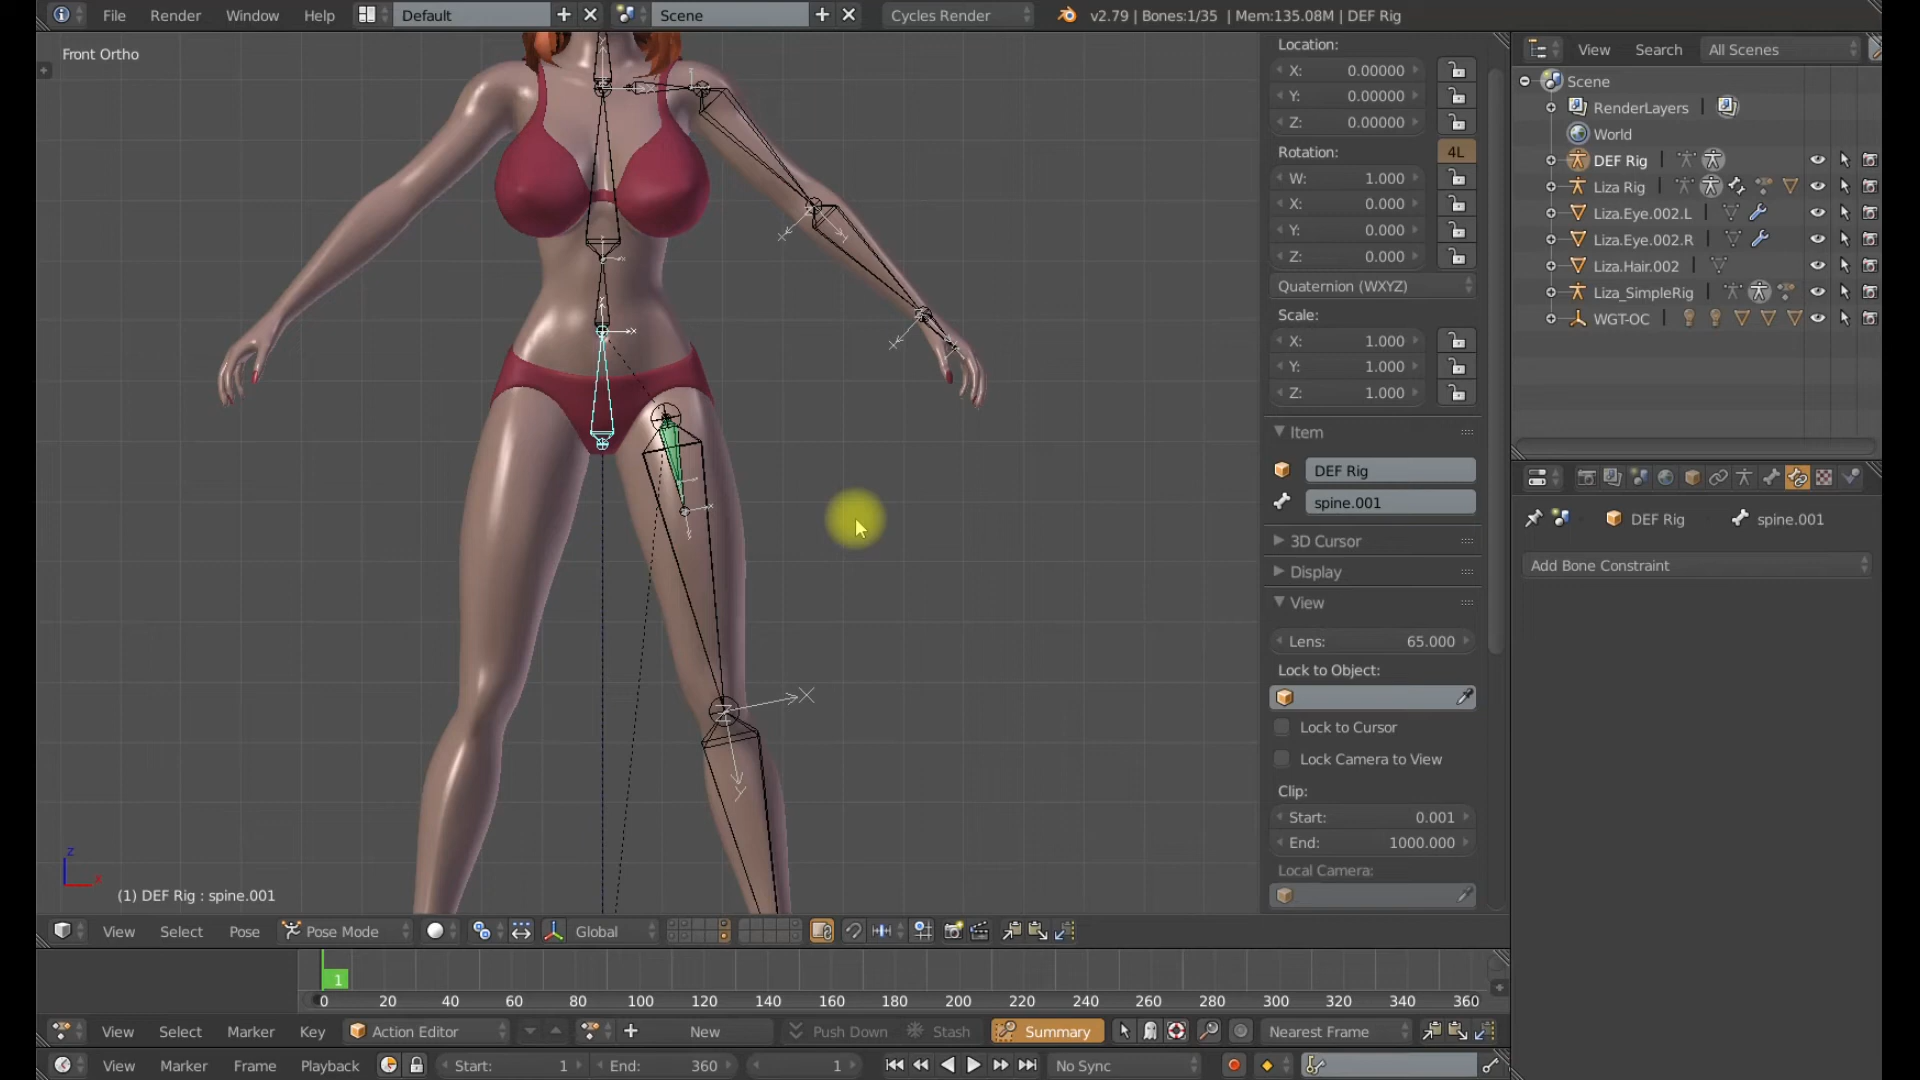 File Render Window Help Default Scene Cycles Render v2.79 | Bones:1/35 | Mem:135.08M | DEF Rig
Front Ortho
Location:
X: 0.00000
Y: 0.00000
Z: 0.00000
Rotation: 4L
W: 1.000
X: 0.000
Y: 0.000
Z: 0.000
Quaternion (WXYZ)
Scale:
X: 1.000
Y: 1.000
Z: 1.000
Item
DEF Rig
spine.001
3D Cursor
Display
View
Lens: 65.000
Lock to Object:
Lock to Cursor
Lock Camera to View
Clip:
Start: 0.001
End: 1000.000
Local Camera:
View Search All Scenes
Scene
RenderLayers
World
DEF Rig
Liza Rig
Liza.Eye.002.L
Liza.Eye.002.R
Liza.Hair.002
Liza_SimpleRig
WGT-OC
DEF Rig spine.001
Add Bone Constraint
X
Y
z
(1) DEF Rig : spine.001
View Select Pose Pose Mode Global
1
0 20 40 60 80 100 120 140 160 180 200 220 240 260 280 300 320 340 360
View Select Marker Key Action Editor New Push Down Stash Summary Nearest Frame
View Marker Frame Playback Start: 1 End: 360 1 No Sync